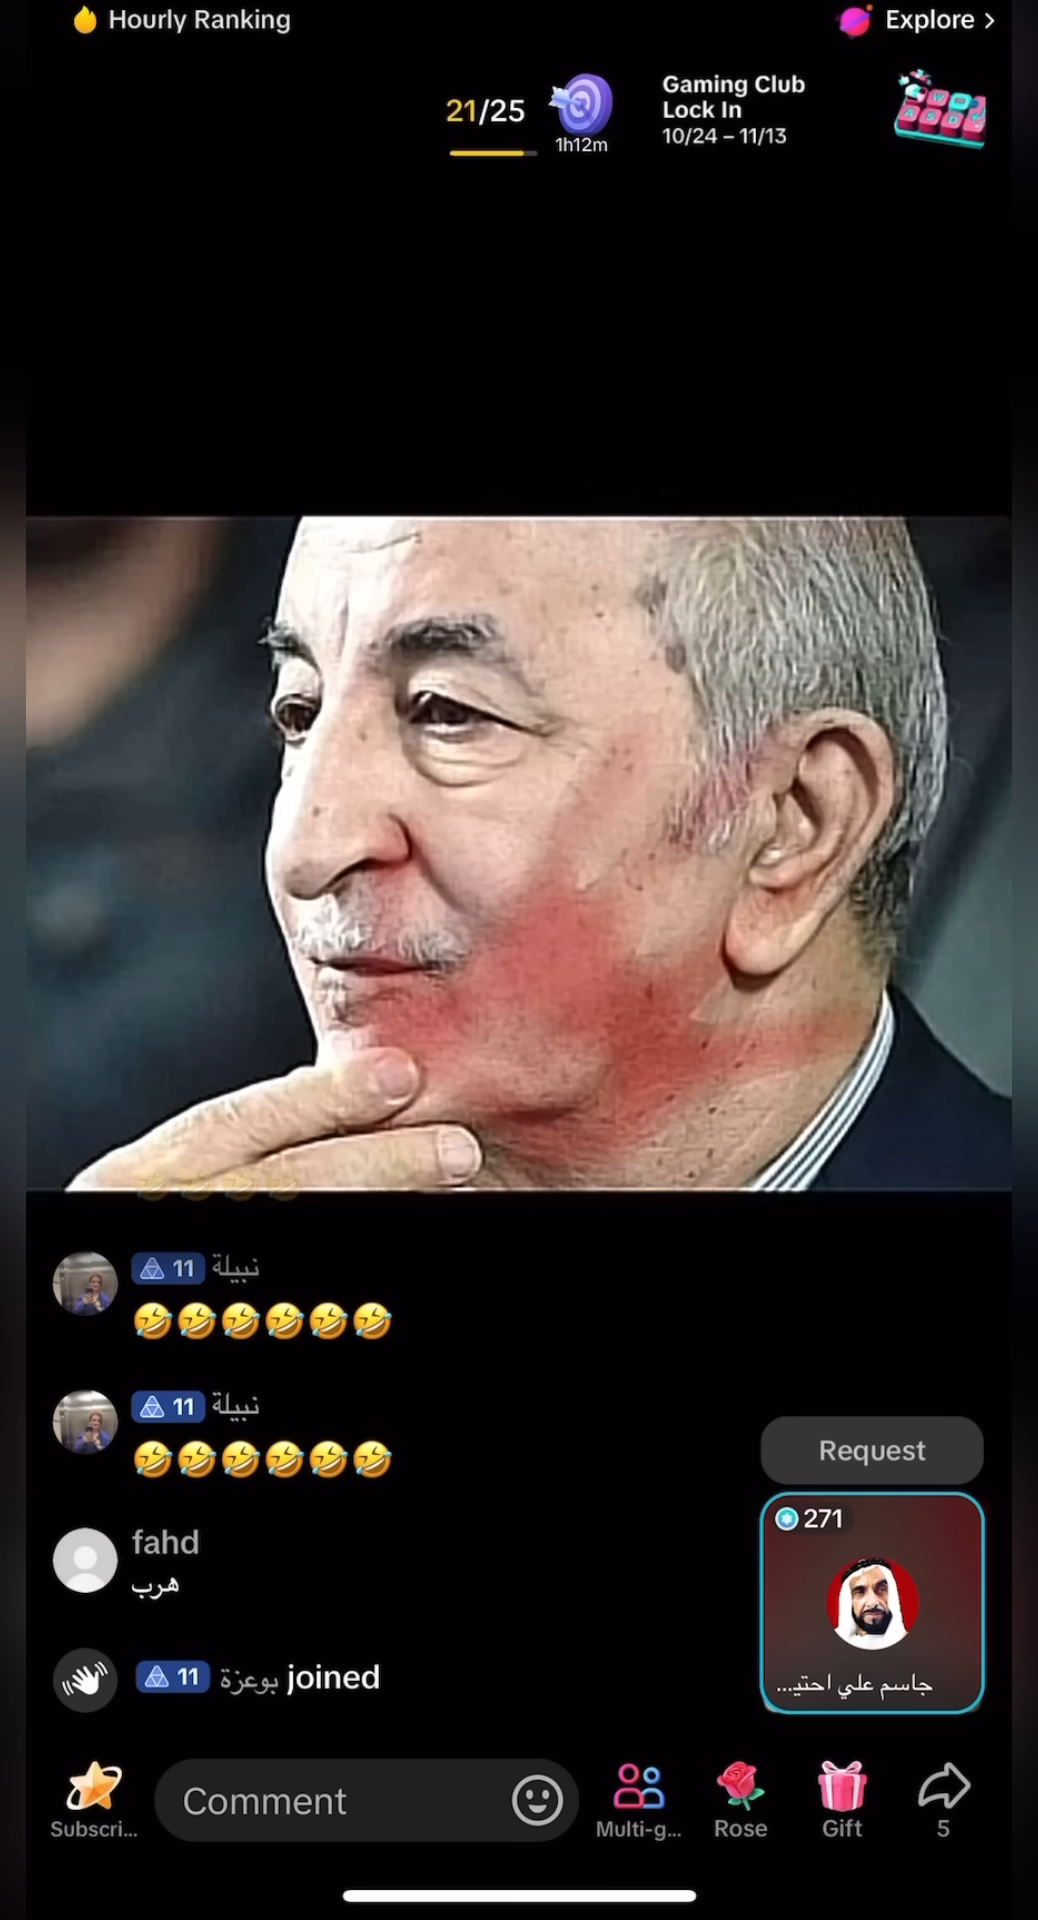 Hourly Ranking
Explore >
21/25
1h12m
Gaming Club
Lock In
10/24 – 11/13
11 نبيلة
11 نبيلة
fahd
هرب
11 بوعزة joined
Request
271
جاسم علي احتيـ...
Subscri...
Comment
Multi-g...
Rose
Gift
5